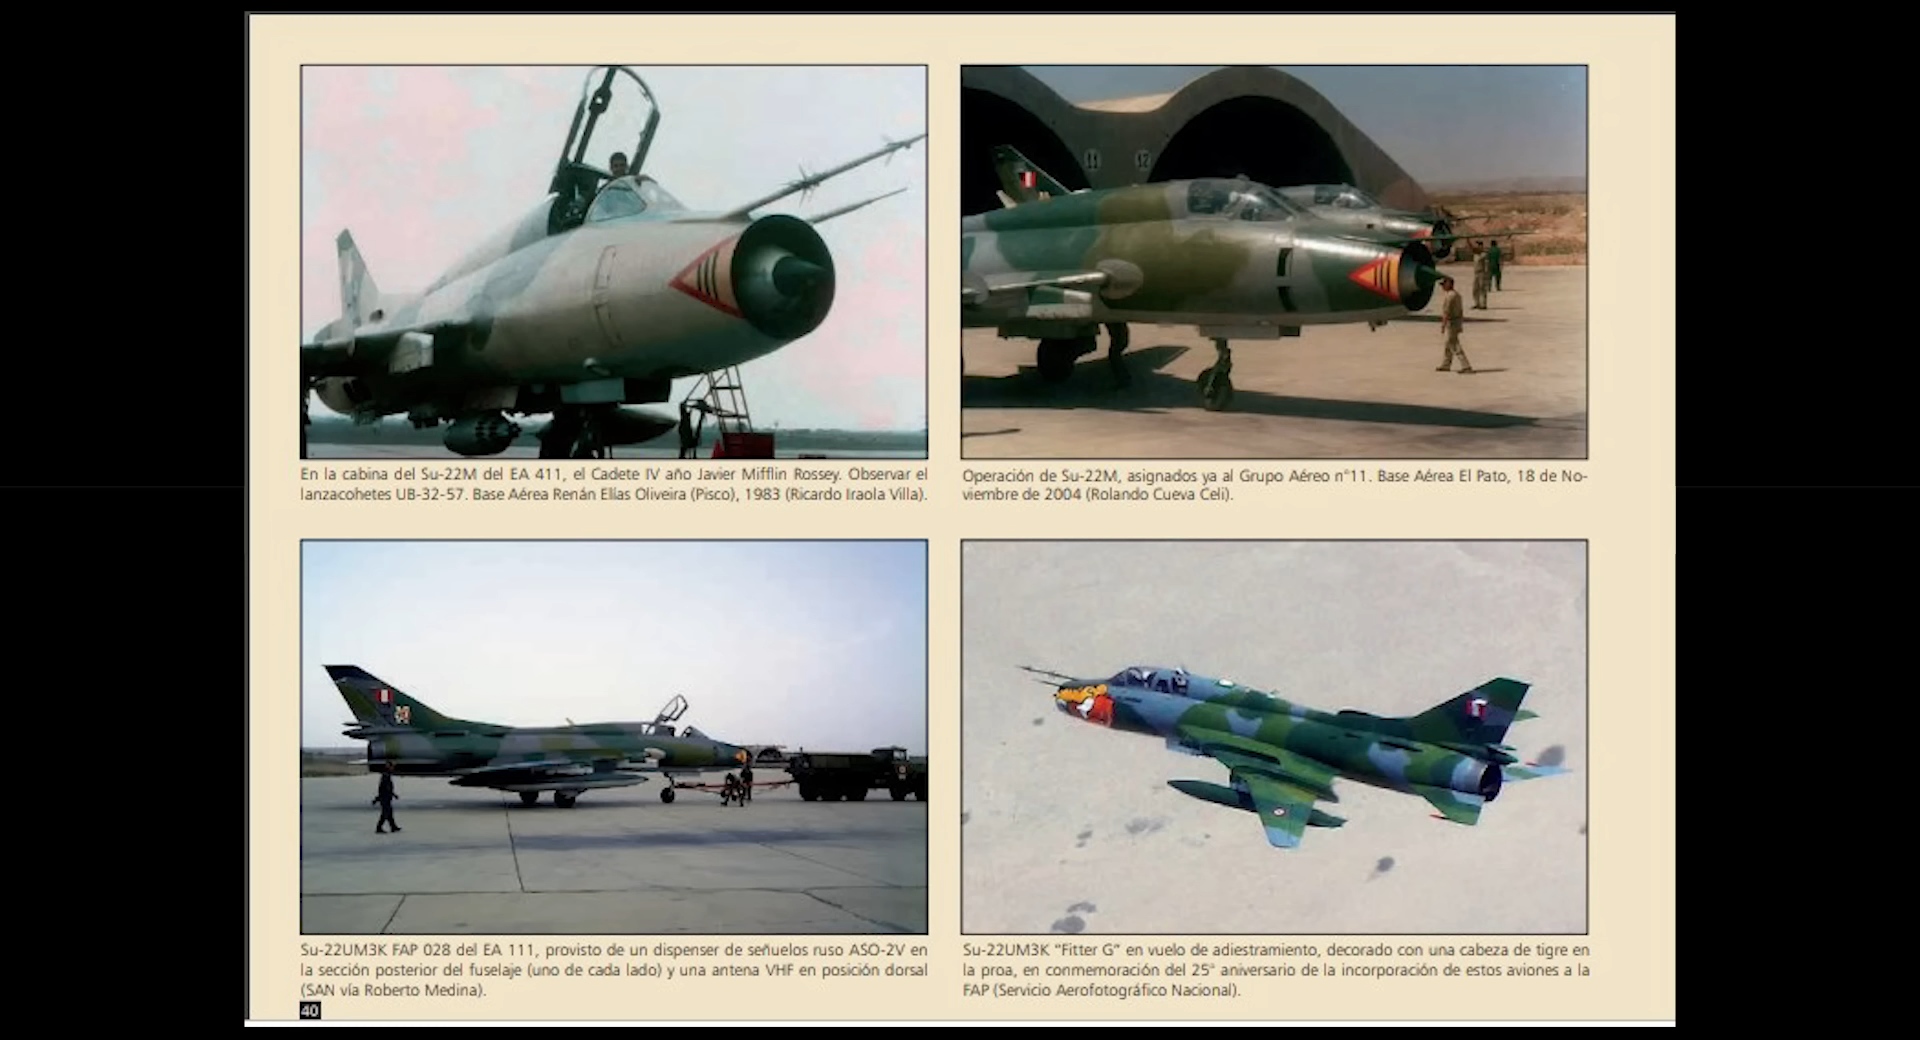 11 12
En la cabina del Su-22M del EA 411, el Cadete IV año Javier Mifflin Rossey. Observar el
lanzacohetes UB-32-57. Base Aérea Renán Elías Oliveira (Pisco), 1983 (Ricardo Iraola Villa).
Operación de Su-22M, asignados ya al Grupo Aéreo n°11. Base Aérea El Pato, 18 de No-
viembre de 2004 (Rolando Cueva Celi).
Su-22UM3K FAP 028 del EA 111, provisto de un dispenser de señuelos ruso ASO-2V en
la sección posterior del fuselaje (uno de cada lado) y una antena VHF en posición dorsal
(SAN vía Roberto Medina).
Su-22UM3K “Fitter G” en vuelo de adiestramiento, decorado con una cabeza de tigre en
la proa, en conmemoración del 25° aniversario de la incorporación de estos aviones a la
FAP (Servicio Aerofotográfico Nacional).
40